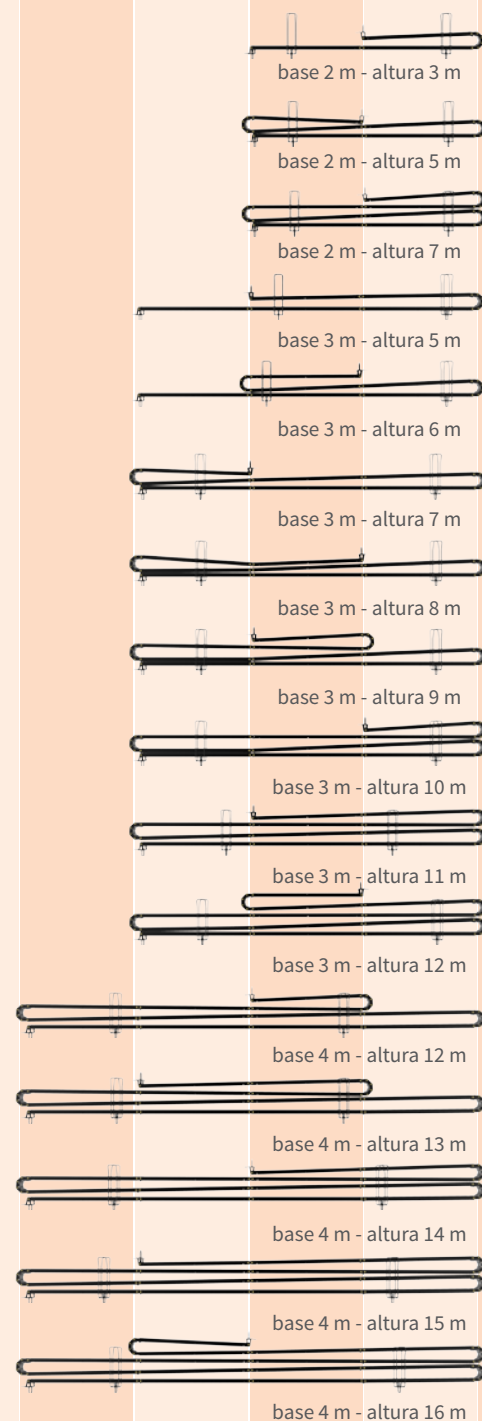 base 2 m - altura 3 m
base 2 m - altura 5 m
base 2 m - altura 7 m
base 3 m - altura 5 m
base 3 m - altura 6 m
base 3 m - altura 7 m
base 3 m - altura 8 m
base 3 m - altura 9 m
base 3 m - altura 10 m
base 3 m - altura 11 m
base 3 m - altura 12 m
base 4 m - altura 12 m
base 4 m - altura 13 m
base 4 m - altura 14 m
base 4 m - altura 15 m
base 4 m - altura 16 m